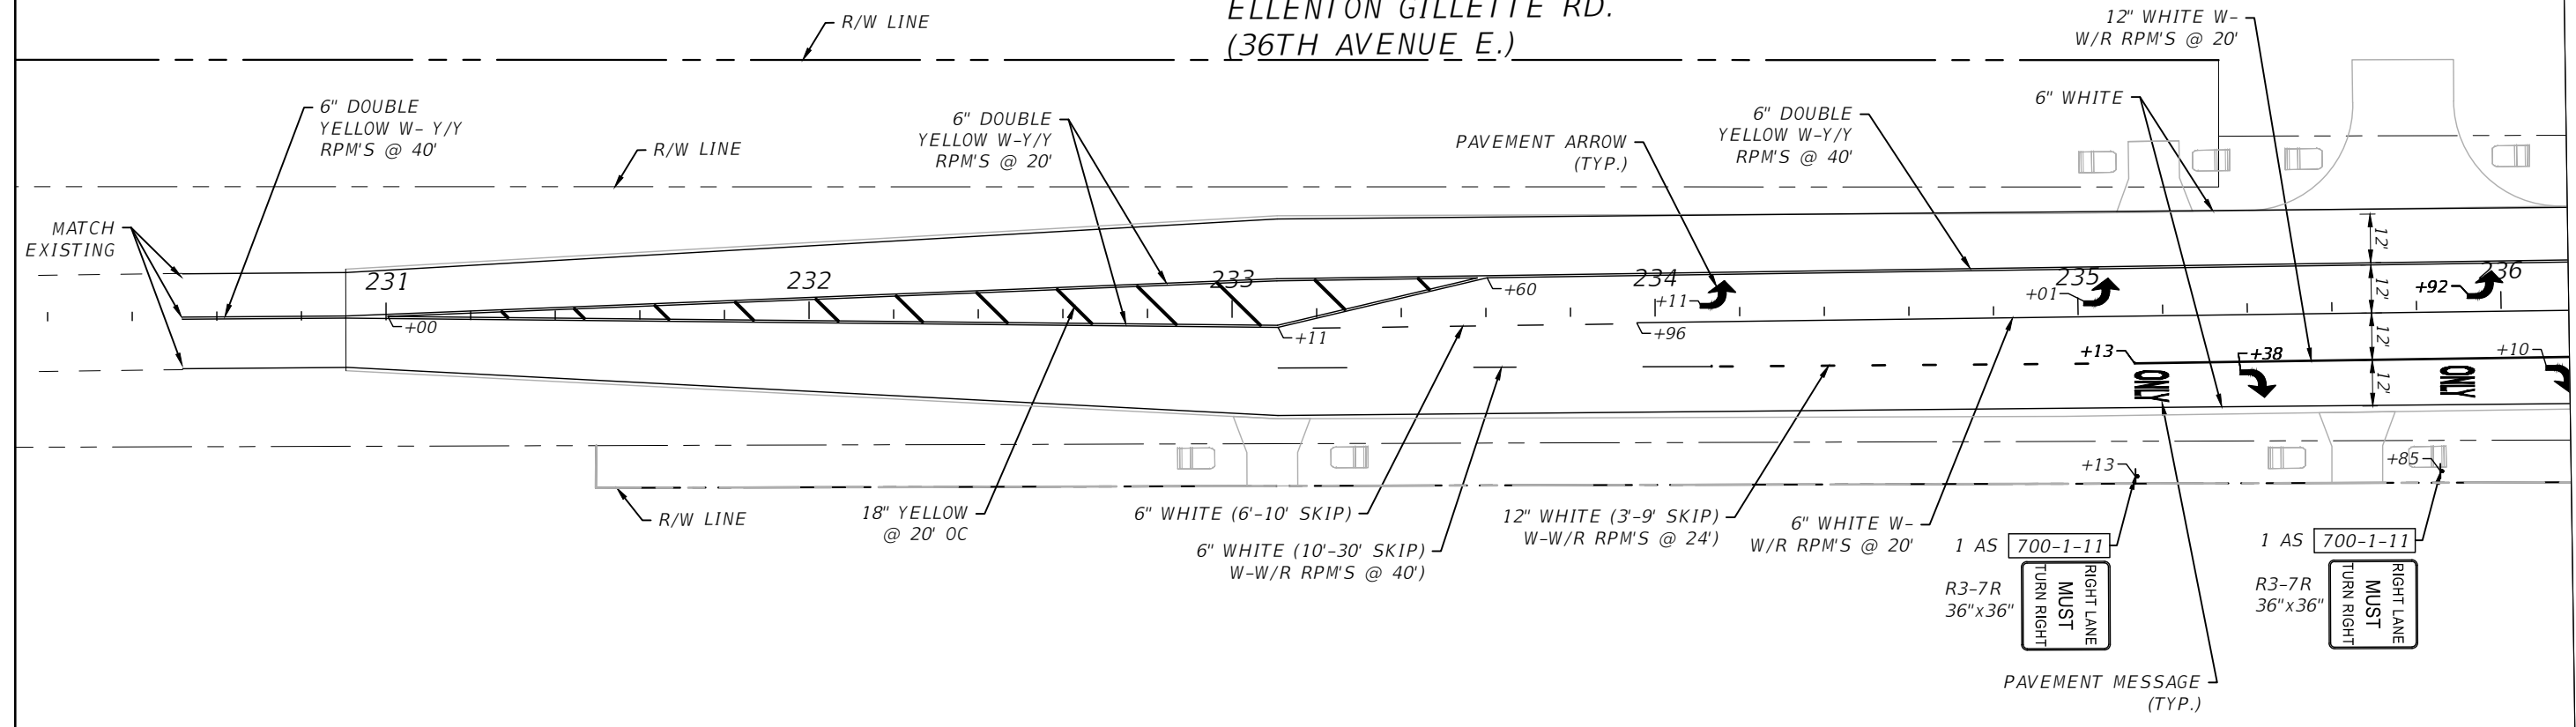 ELLENTON GILLETTE RD.
(36TH AVENUE E.)
R/W LINE
12" WHITE W-
W/R RPM'S @ 20'
6" DOUBLE
YELLOW W- Y/Y
RPM'S @ 40'
R/W LINE
6" DOUBLE
YELLOW W-Y/Y
RPM'S @ 20'
PAVEMENT ARROW
(TYP.)
6" DOUBLE
YELLOW W-Y/Y
RPM'S @ 40'
6" WHITE
MATCH
EXISTING
231
232
233
234
235
236
+00
+11
+60
+96
+11
+01
+92
+13
+38
+10
12'
12'
12'
12'
ONLY
ONLY
R/W LINE
18" YELLOW
@ 20' OC
6" WHITE (6'-10' SKIP)
6" WHITE (10'-30' SKIP)
W-W/R RPM'S @ 40')
12" WHITE (3'-9' SKIP)
W-W/R RPM'S @ 24')
6" WHITE W-
W/R RPM'S @ 20'
+13
+85
1 AS 700-1-11
R3-7R
36"x36"
RIGHT LANE
MUST
TURN RIGHT
1 AS 700-1-11
R3-7R
36"x36"
RIGHT LANE
MUST
TURN RIGHT
PAVEMENT MESSAGE
(TYP.)